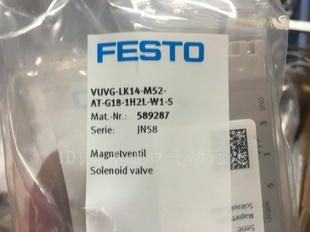 FESTO
VUVG-LK14-M52-
AT-G18-1H2L-W1-S
Mat.-Nr.: 589287
Serie: JN58
Magnetventil
Solenoid valve